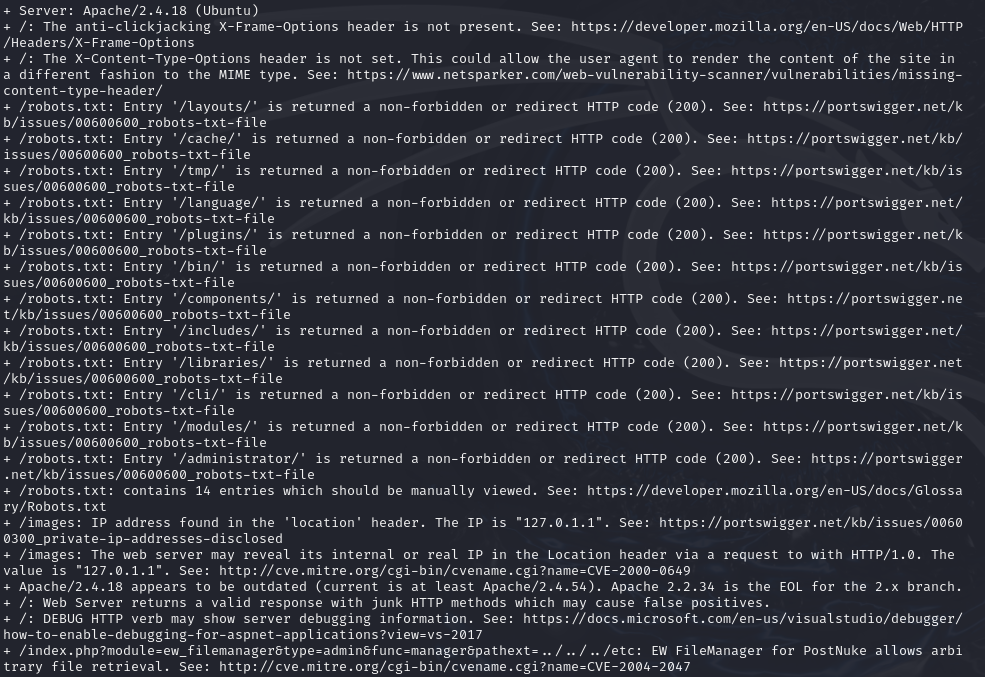 + Server: Apache/2.4.18 (Ubuntu)
+ /: The anti-clickjacking X-Frame-Options header is not present. See: https://developer.mozilla.org/en-US/docs/Web/HTTP
/Headers/X-Frame-Options
+ /: The X-Content-Type-Options header is not set. This could allow the user agent to render the content of the site in
a different fashion to the MIME type. See: https://www.netsparker.com/web-vulnerability-scanner/vulnerabilities/missing-
content-type-header/
+ /robots.txt: Entry '/layouts/' is returned a non-forbidden or redirect HTTP code (200). See: https://portswigger.net/k
b/issues/00600600_robots-txt-file
+ /robots.txt: Entry '/cache/' is returned a non-forbidden or redirect HTTP code (200). See: https://portswigger.net/kb/
issues/00600600_robots-txt-file
+ /robots.txt: Entry '/tmp/' is returned a non-forbidden or redirect HTTP code (200). See: https://portswigger.net/kb/is
sues/00600600_robots-txt-file
+ /robots.txt: Entry '/language/' is returned a non-forbidden or redirect HTTP code (200). See: https://portswigger.net/
kb/issues/00600600_robots-txt-file
+ /robots.txt: Entry '/plugins/' is returned a non-forbidden or redirect HTTP code (200). See: https://portswigger.net/k
b/issues/00600600_robots-txt-file
+ /robots.txt: Entry '/bin/' is returned a non-forbidden or redirect HTTP code (200). See: https://portswigger.net/kb/is
sues/00600600_robots-txt-file
+ /robots.txt: Entry '/components/' is returned a non-forbidden or redirect HTTP code (200). See: https://portswigger.ne
t/kb/issues/00600600_robots-txt-file
+ /robots.txt: Entry '/includes/' is returned a non-forbidden or redirect HTTP code (200). See: https://portswigger.net/
kb/issues/00600600_robots-txt-file
+ /robots.txt: Entry '/libraries/' is returned a non-forbidden or redirect HTTP code (200). See: https://portswigger.net
/kb/issues/00600600_robots-txt-file
+ /robots.txt: Entry '/cli/' is returned a non-forbidden or redirect HTTP code (200). See: https://portswigger.net/kb/is
sues/00600600_robots-txt-file
+ /robots.txt: Entry '/modules/' is returned a non-forbidden or redirect HTTP code (200). See: https://portswigger.net/k
b/issues/00600600_robots-txt-file
+ /robots.txt: Entry '/administrator/' is returned a non-forbidden or redirect HTTP code (200). See: https://portswigger
.net/kb/issues/00600600_robots-txt-file
+ /robots.txt: contains 14 entries which should be manually viewed. See: https://developer.mozilla.org/en-US/docs/Glossa
ry/Robots.txt
+ /images: IP address found in the 'location' header. The IP is "127.0.1.1". See: https://portswigger.net/kb/issues/0060
0300_private-ip-addresses-disclosed
+ /images: The web server may reveal its internal or real IP in the Location header via a request to with HTTP/1.0. The
value is "127.0.1.1". See: http://cve.mitre.org/cgi-bin/cvename.cgi?name=CVE-2000-0649
+ Apache/2.4.18 appears to be outdated (current is at least Apache/2.4.54). Apache 2.2.34 is the EOL for the 2.x branch.
+ /: Web Server returns a valid response with junk HTTP methods which may cause false positives.
+ /: DEBUG HTTP verb may show server debugging information. See: https://docs.microsoft.com/en-us/visualstudio/debugger/
how-to-enable-debugging-for-aspnet-applications?view=vs-2017
+ /index.php?module=ew_filemanager&type=admin&func=manager&pathext=../../../etc: EW FileManager for PostNuke allows arbi
trary file retrieval. See: http://cve.mitre.org/cgi-bin/cvename.cgi?name=CVE-2004-2047